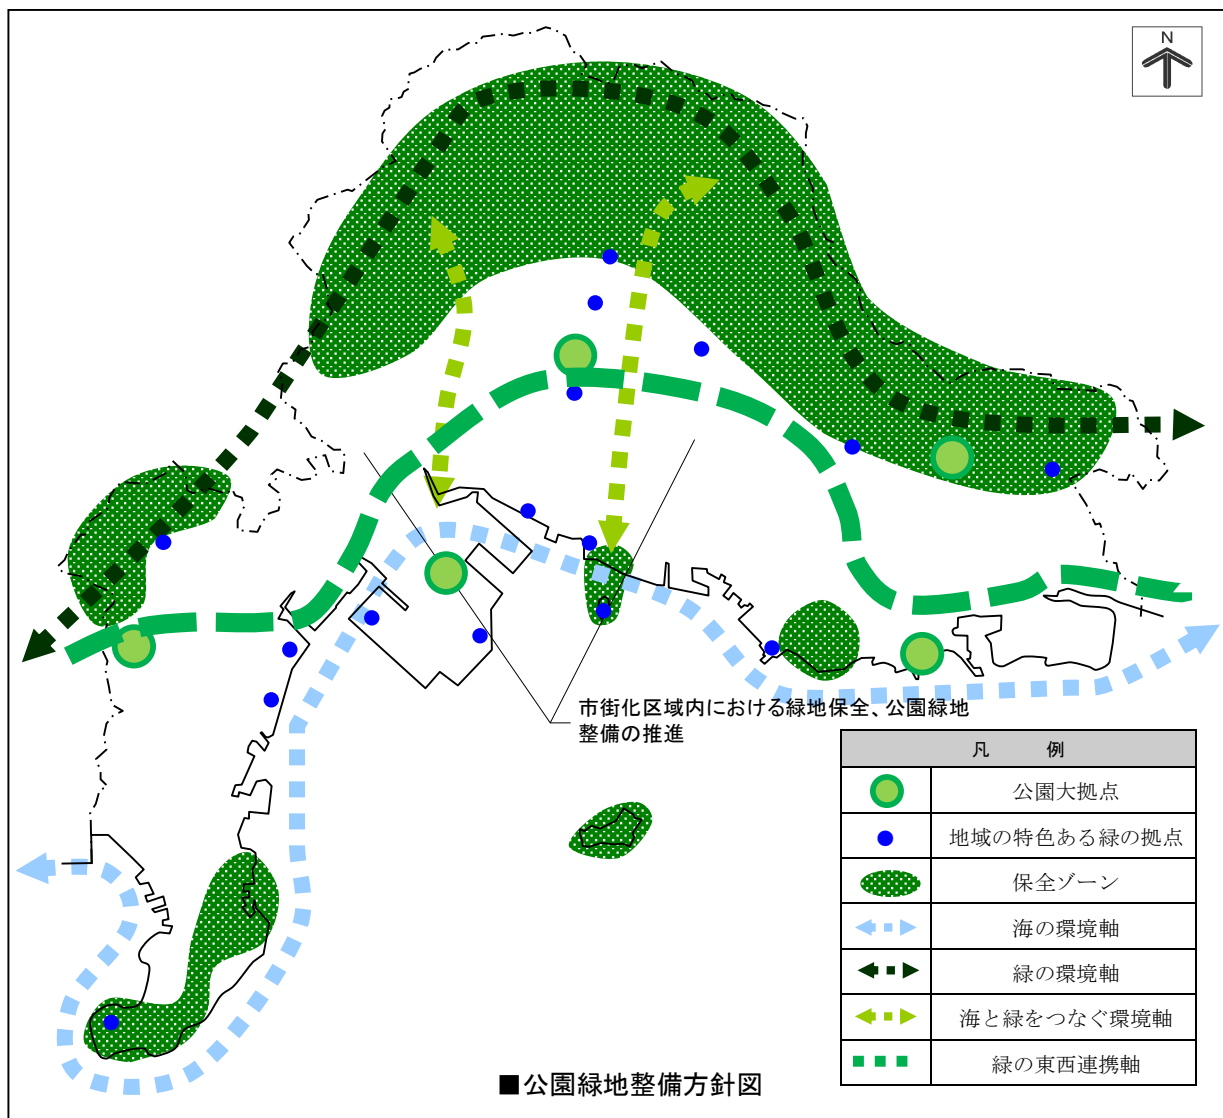 N
市街化区域内における緑地保全、公園緑地
整備の推進
凡 例
公園大拠点
地域の特色ある緑の拠点
保全ゾーン
海の環境軸
緑の環境軸
海と緑をつなぐ環境軸
緑の東西連携軸
■公園緑地整備方針図